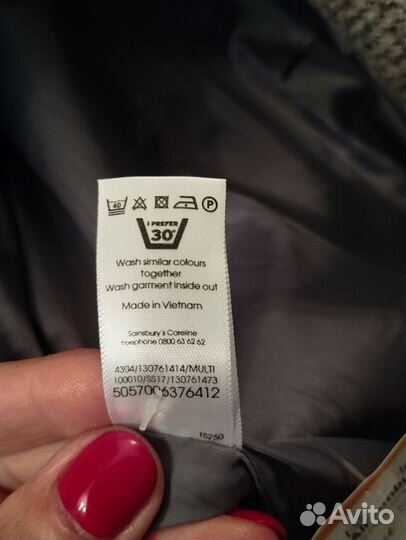 40 P
I PREFER
30°
Wash similar colours
together
Wash garment inside out
Made in Vietnam
Sainsbury's Careline
freephone 0800 63 62 62
4304/130761414/MULTI
100010/SS17/130761473
5057006376412
15250
Avito